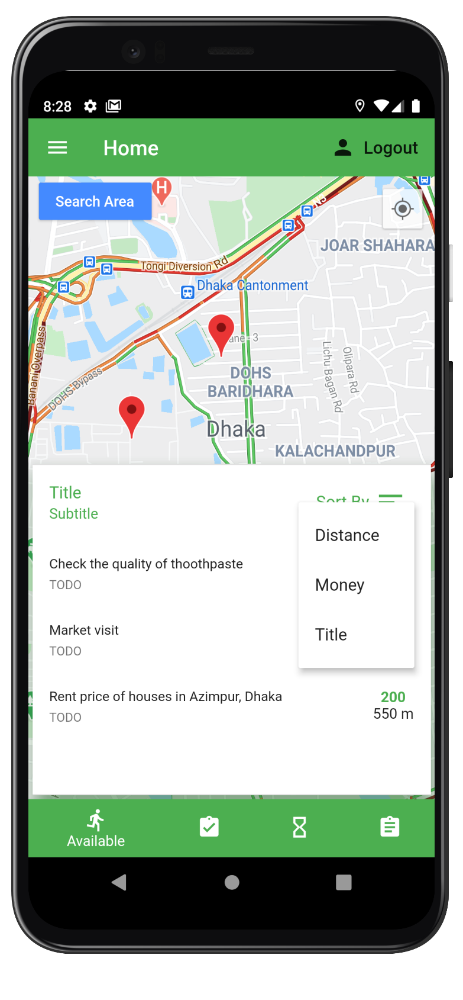 8:28
Home
Logout
Search Area
H
N3
JOAR SHAHARA
Tongi Diversion Rd
Dhaka Cantonment
ane - 3
Banani Overpass
DOHS Bypass
DOHS
BARIDHARA
Lichu Bagan Rd
Olipara Rd
Dhaka
KALACHANDPUR
Title
Subtitle
Sort By
Distance
Money
Title
Check the quality of thoothpaste
TODO
Market visit
TODO
Rent price of houses in Azimpur, Dhaka
TODO
200
550 m
Available